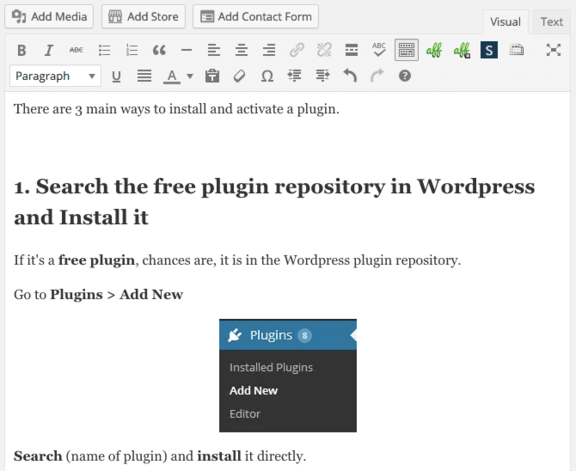 Add Media Add Store Add Contact Form
Visual Text
B I ABC ABC aff aff S
Paragraph U A Ω ?
There are 3 main ways to install and activate a plugin.
1. Search the free plugin repository in Wordpress
and Install it
If it's a free plugin, chances are, it is in the Wordpress plugin repository.
Go to Plugins > Add New
Plugins 8
Installed Plugins
Add New
Editor
Search (name of plugin) and install it directly.